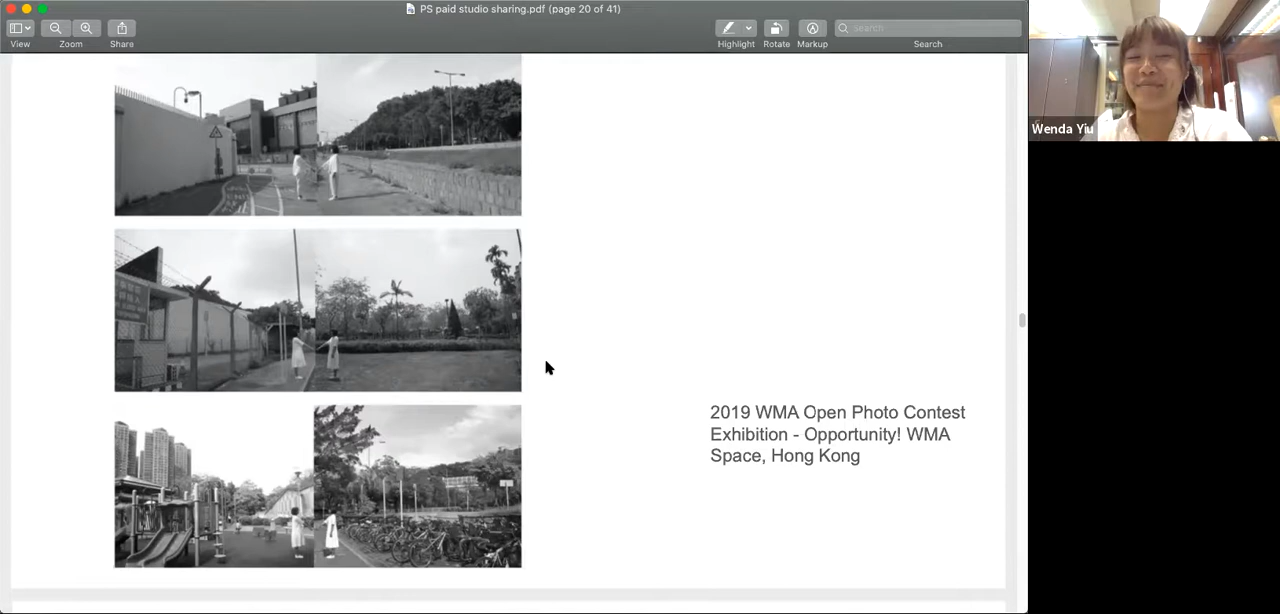 PS paid studio sharing.pdf (page 20 of 41)
View
Zoom
Share
Highlight
Rotate
Markup
Search
Search
Wenda Yiu
2019 WMA Open Photo Contest
Exhibition - Opportunity! WMA
Space, Hong Kong